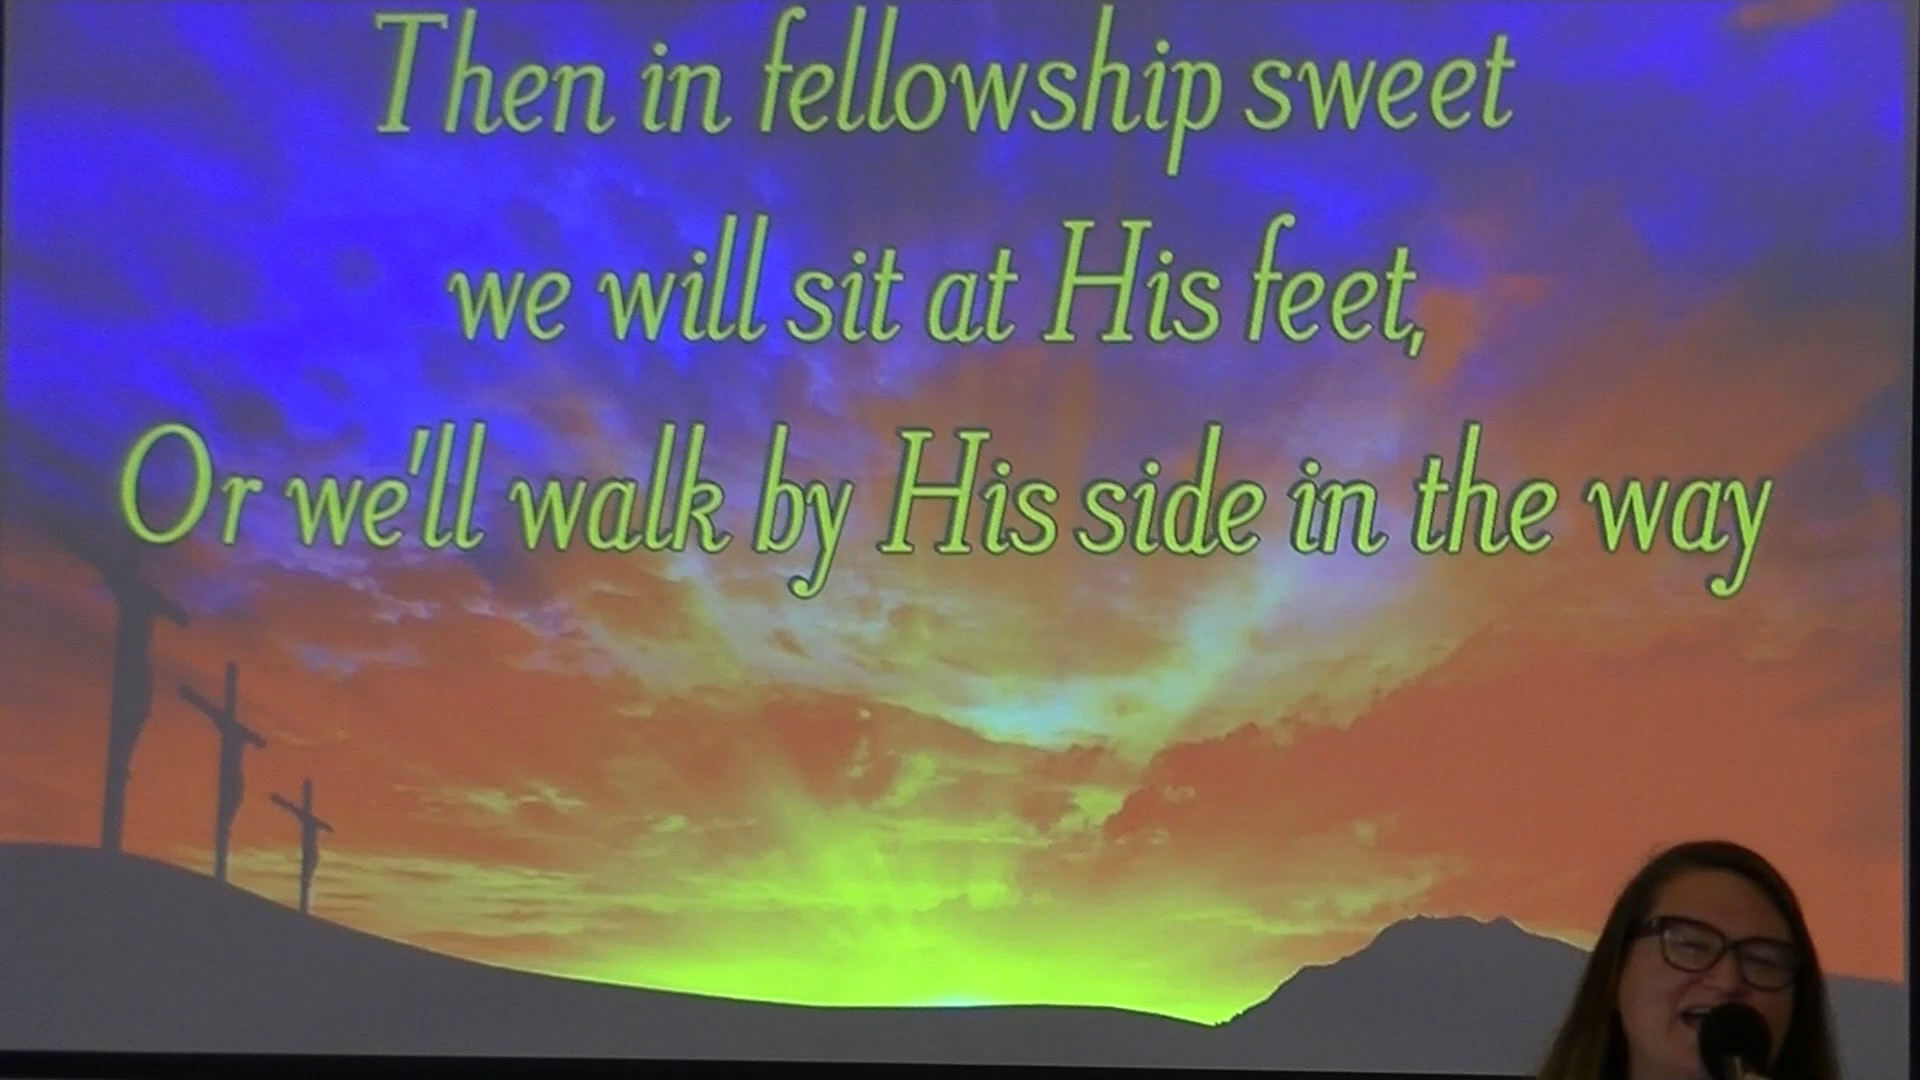 Then in fellowship sweet
we will sit at His feet,
Or we'll walk by His side in the way